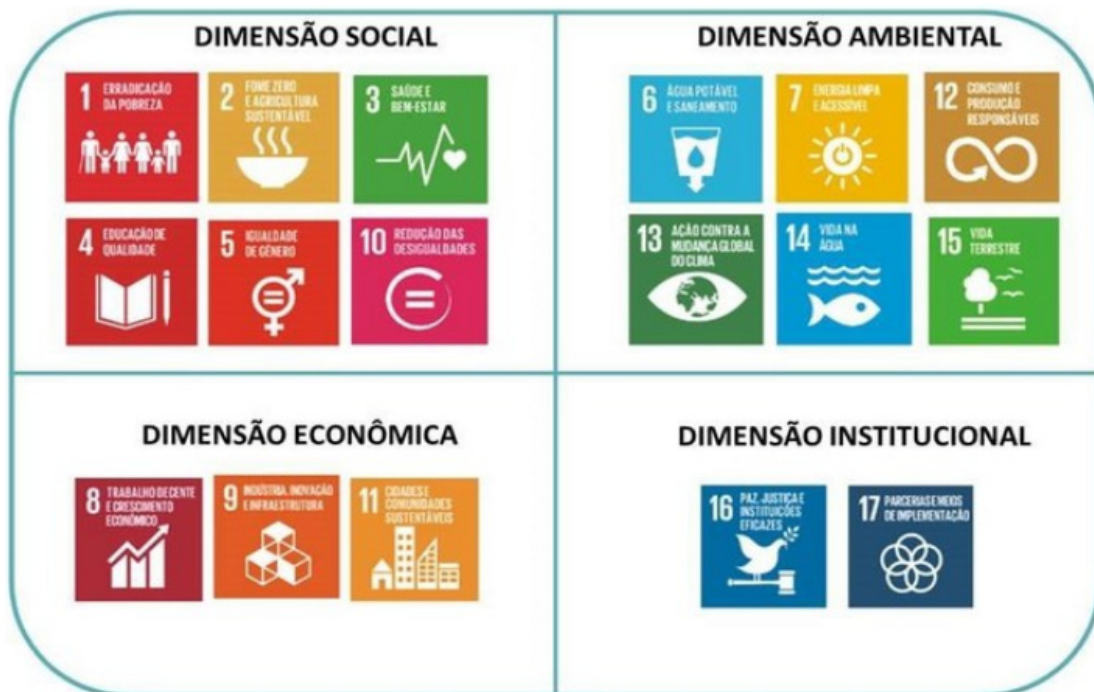 DIMENSÃO SOCIAL
1 ERRADICAÇÃO
DA POBREZA
2 FOME ZERO
E AGRICULTURA
SUSTENTÁVEL
3 SAÚDE E
BEM-ESTAR
4 EDUCAÇÃO DE
QUALIDADE
5 IGUALDADE
DE GÊNERO
10 REDUÇÃO DAS
DESIGUALDADES
DIMENSÃO AMBIENTAL
6 ÁGUA POTÁVEL
E SANEAMENTO
7 ENERGIA LIMPA
E ACESSÍVEL
12 CONSUMO E
PRODUÇÃO
RESPONSÁVEIS
13 AÇÃO CONTRA A
MUDANÇA GLOBAL
DO CLIMA
14 VIDA NA
ÁGUA
15 VIDA
TERRESTRE
DIMENSÃO ECONÔMICA
8 TRABALHO DECENTE
E CRESCIMENTO
ECONÔMICO
9 INDÚSTRIA, INOVAÇÃO
E INFRAESTRUTURA
11 CIDADES E
COMUNIDADES
SUSTENTÁVEIS
DIMENSÃO INSTITUCIONAL
16 PAZ, JUSTIÇA E
INSTITUIÇÕES
EFICAZES
17 PARCERIAS E MEIOS
DE IMPLEMENTAÇÃO